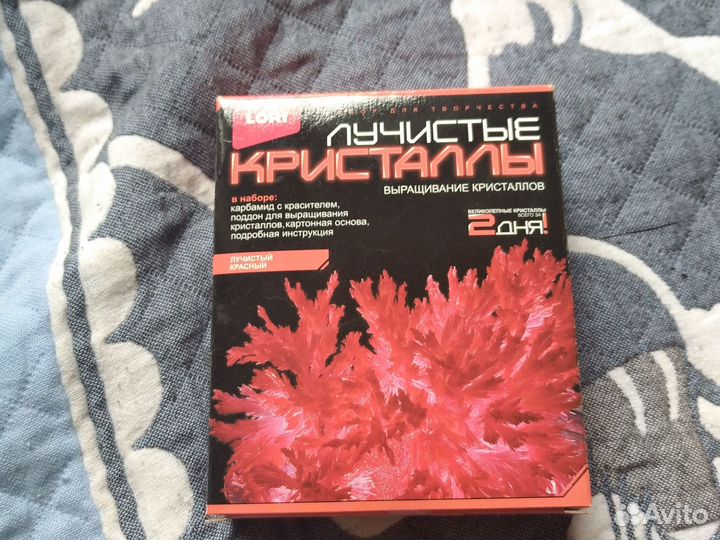 LORI
ДЛЯ ТВОРЧЕСТВА
ЛУЧИСТЫЕ
КРИСТАЛЛЫ
ВЫРАЩИВАНИЕ КРИСТАЛЛОВ
в наборе:
карбамид с красителем,
поддон для выращивания
кристаллов, картонная основа,
подробная инструкция
ВЕЛИКОЛЕПНЫЕ КРИСТАЛЛЫ
ВСЕГО ЗА
2 ДНЯ!
ЛУЧИСТЫЙ
КРАСНЫЙ
Avito